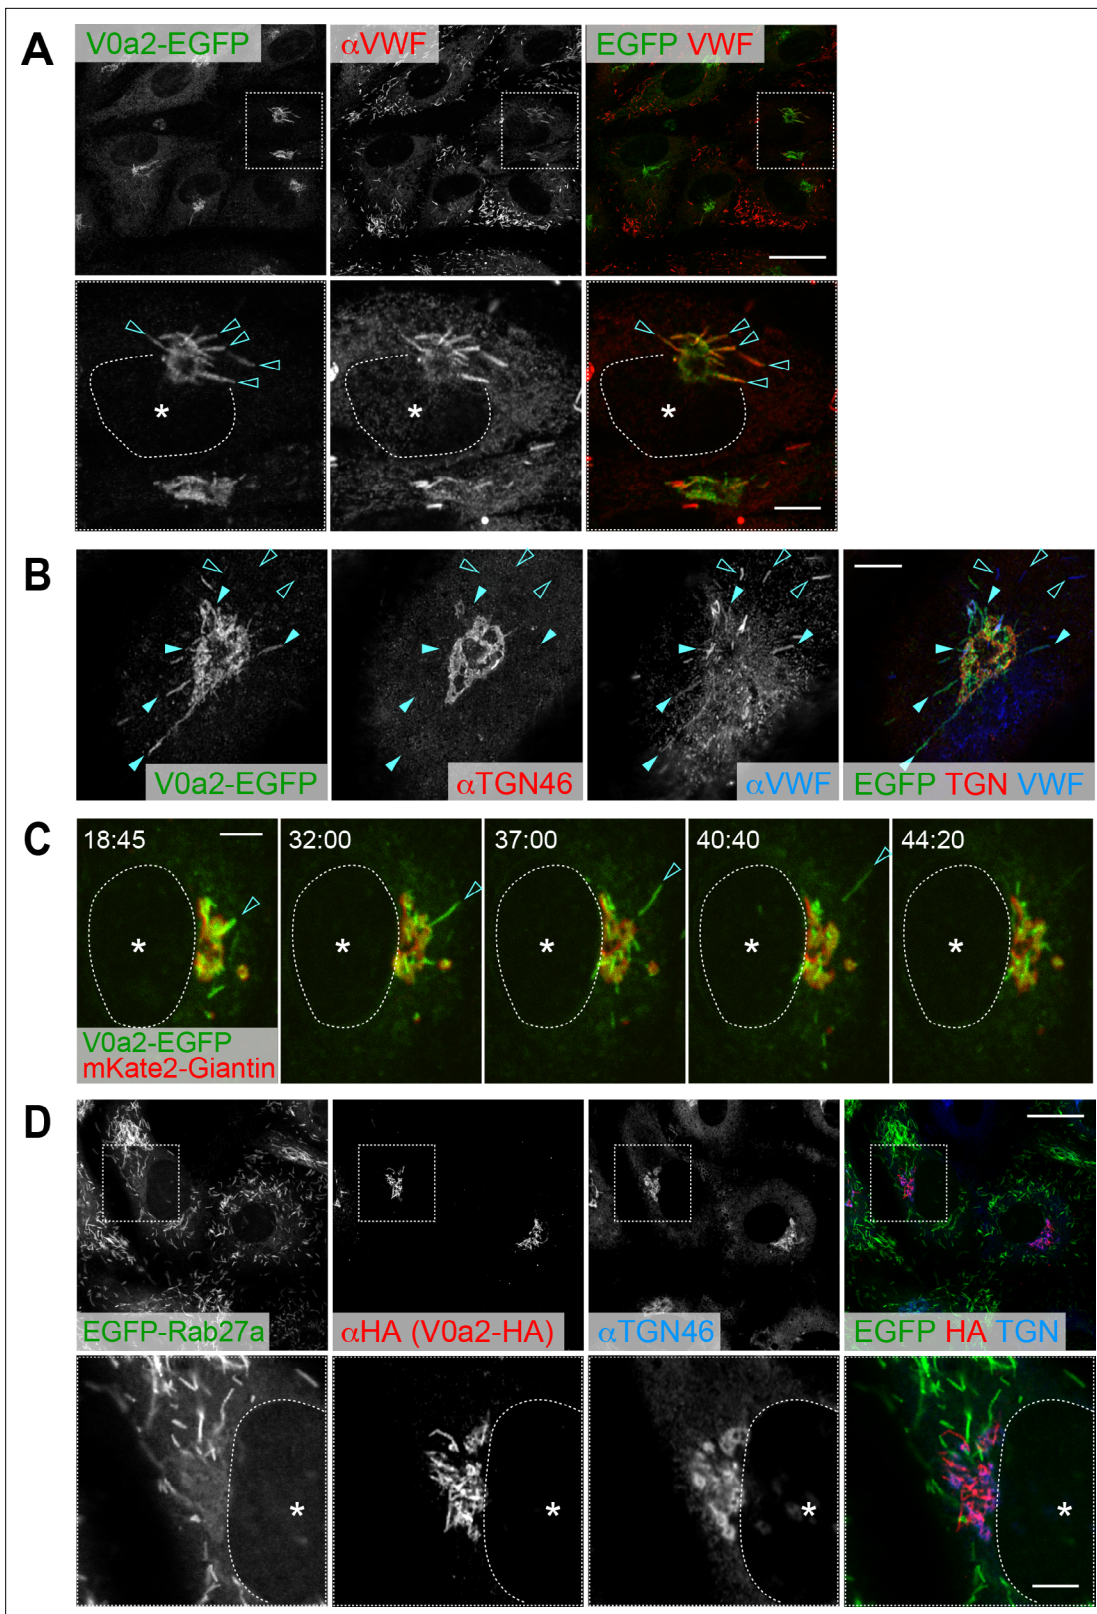 A
V0a2-EGFP
αVWF
EGFP VWF
*
*
*
B
V0a2-EGFP
αTGN46
αVWF
EGFP TGN VWF
C
18:45
32:00
37:00
40:40
44:20
*
*
*
*
*
V0a2-EGFP
mKate2-Giantin
D
EGFP-Rab27a
αHA (V0a2-HA)
αTGN46
EGFP HA TGN
*
*
*
*